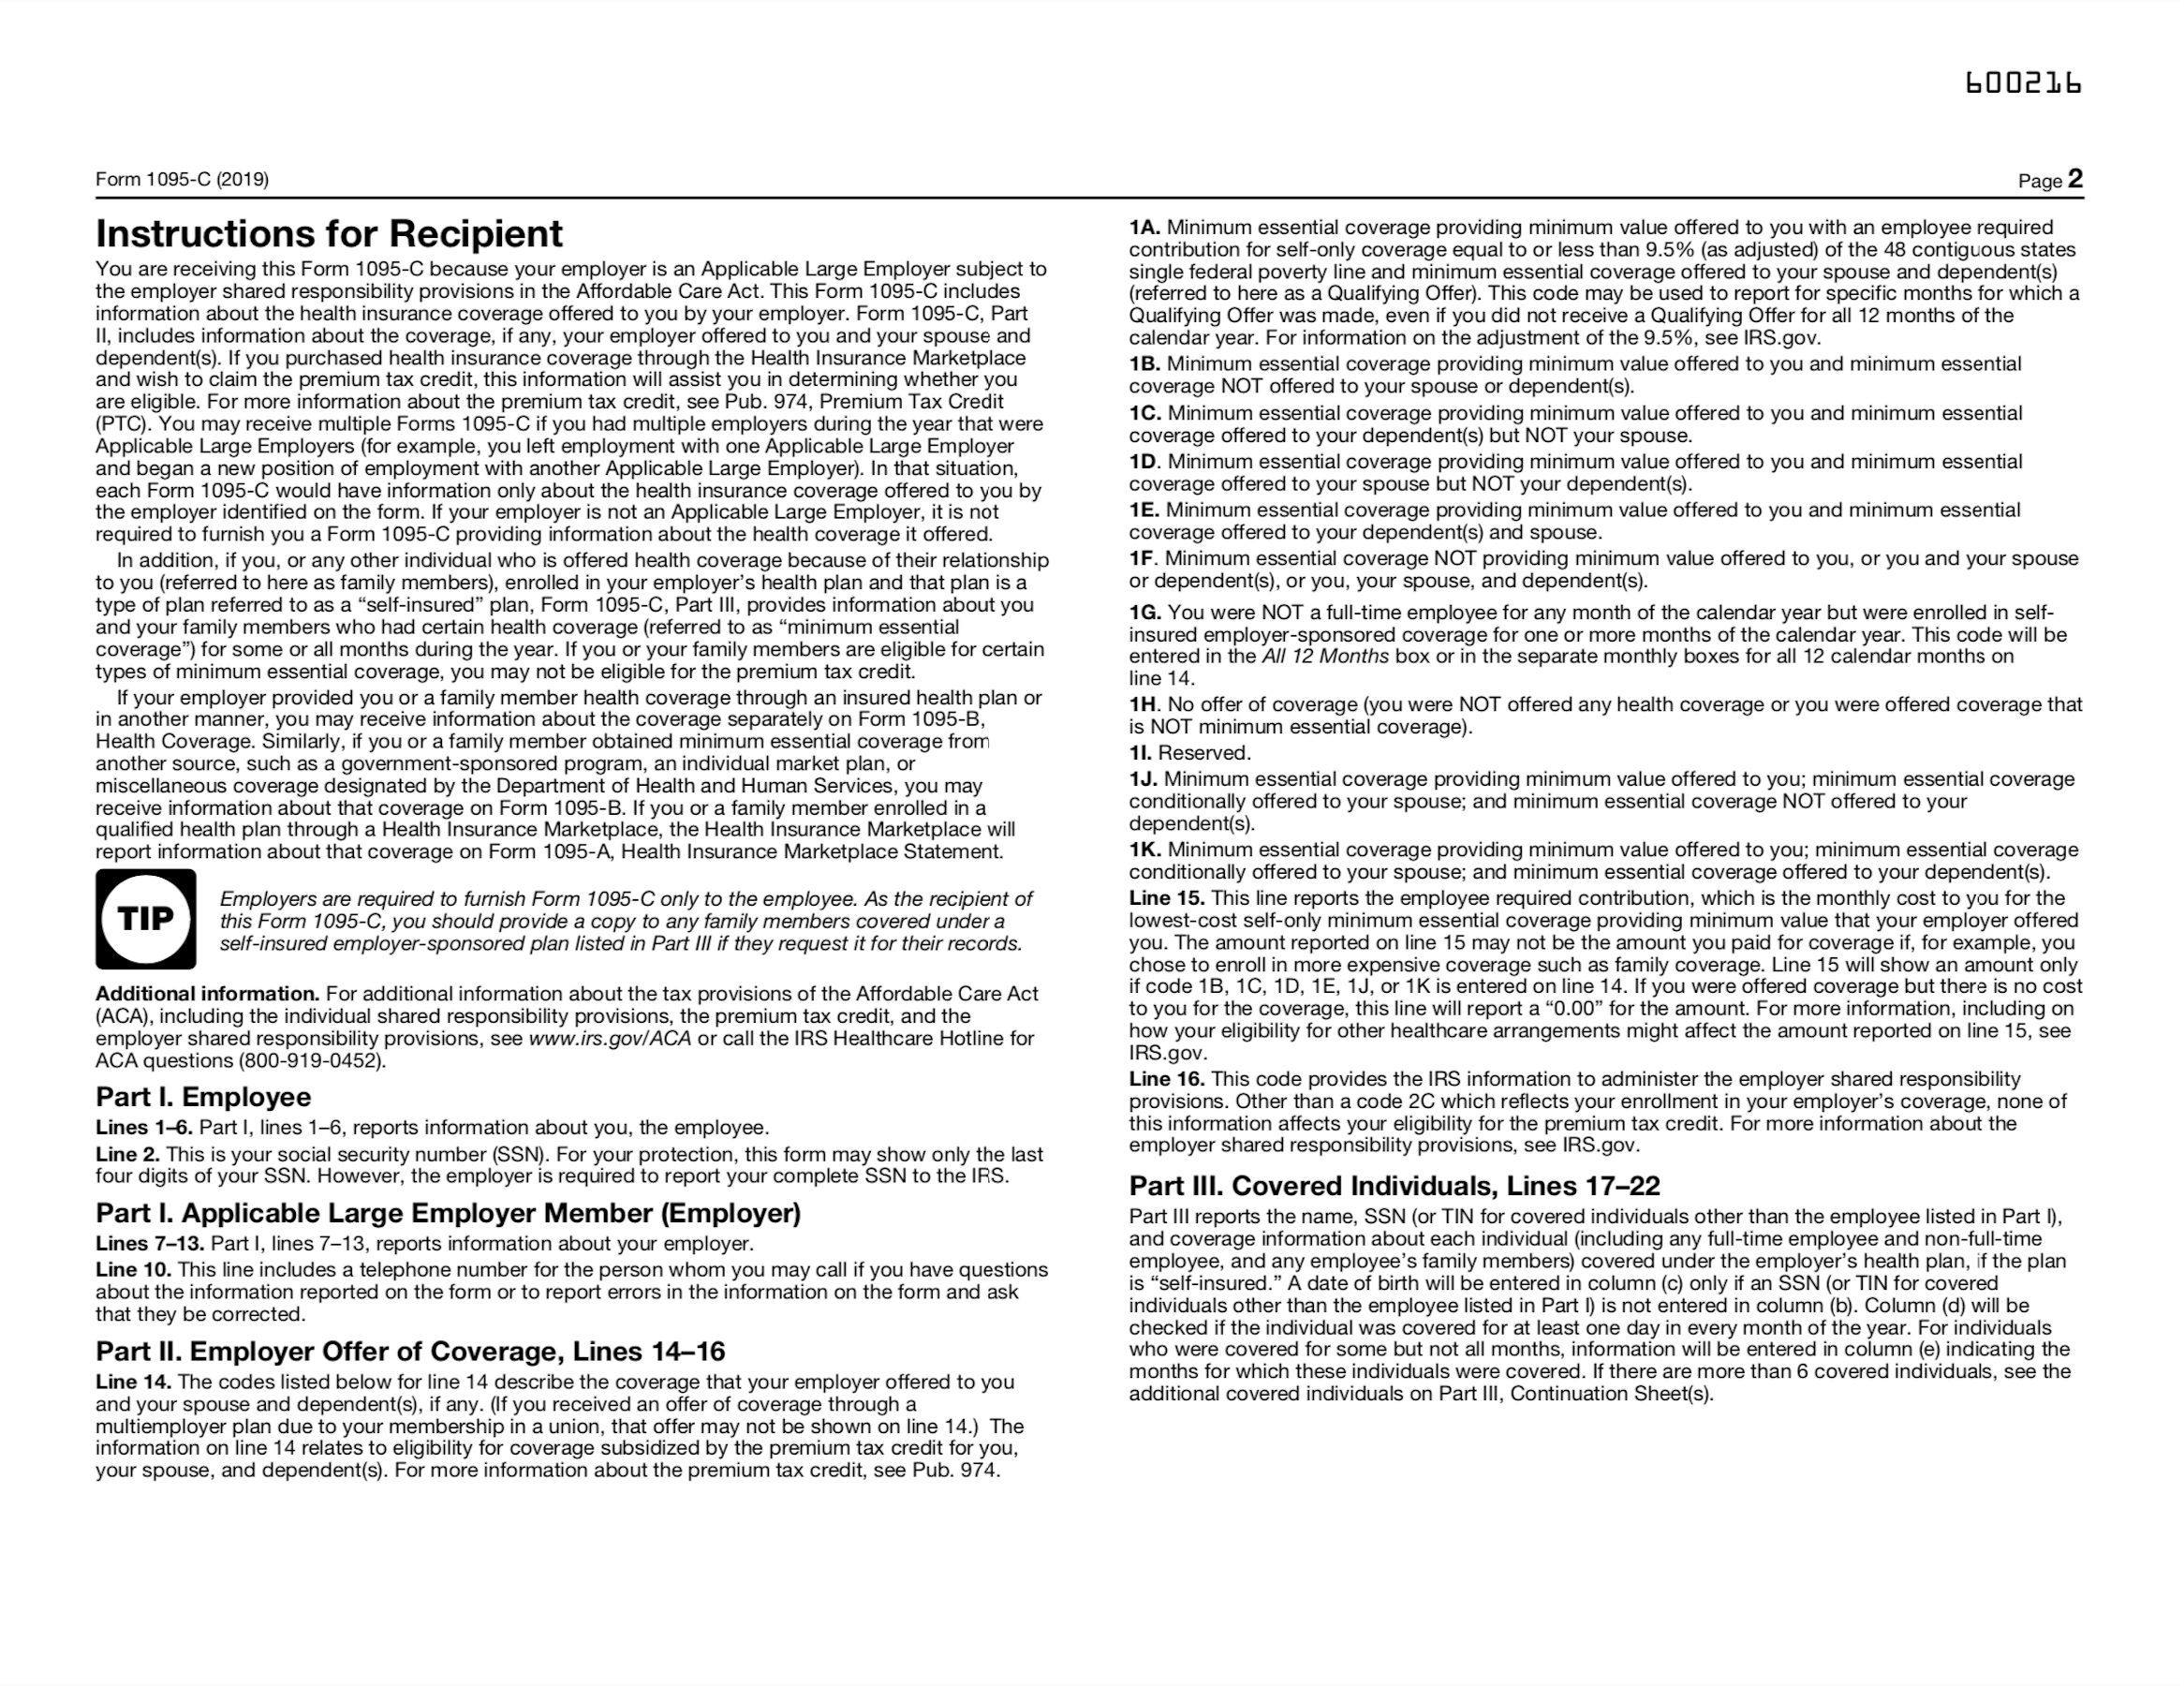 600216
Form 1095-C (2019)
Page 2
Instructions for Recipient
You are receiving this Form 1095-C because your employer is an Applicable Large Employer subject to
the employer shared responsibility provisions in the Affordable Care Act. This Form 1095-C includes
information about the health insurance coverage offered to you by your employer. Form 1095-C, Part
II, includes information about the coverage, if any, your employer offered to you and your spouse and
dependent(s). If you purchased health insurance coverage through the Health Insurance Marketplace
and wish to claim the premium tax credit, this information will assist you in determining whether you
are eligible. For more information about the premium tax credit, see Pub. 974, Premium Tax Credit
(PTC). You may receive multiple Forms 1095-C if you had multiple employers during the year that were
Applicable Large Employers (for example, you left employment with one Applicable Large Employer
and began a new position of employment with another Applicable Large Employer). In that situation,
each Form 1095-C would have information only about the health insurance coverage offered to you by
the employer identified on the form. If your employer is not an Applicable Large Employer, it is not
required to furnish you a Form 1095-C providing information about the health coverage it offered.
In addition, if you, or any other individual who is offered health coverage because of their relationship
to you (referred to here as family members), enrolled in your employer's health plan and that plan is a
type of plan referred to as a “self-insured” plan, Form 1095-C, Part III, provides information about you
and your family members who had certain health coverage (referred to as “minimum essential
coverage”) for some or all months during the year. If you or your family members are eligible for certain
types of minimum essential coverage, you may not be eligible for the premium tax credit.
If your employer provided you or a family member health coverage through an insured health plan or
in another manner, you may receive information about the coverage separately on Form 1095-B,
Health Coverage. Similarly, if you or a family member obtained minimum essential coverage from
another source, such as a government-sponsored program, an individual market plan, or
miscellaneous coverage designated by the Department of Health and Human Services, you may
receive information about that coverage on Form 1095-B. If you or a family member enrolled in a
qualified health plan through a Health Insurance Marketplace, the Health Insurance Marketplace will
report information about that coverage on Form 1095-A, Health Insurance Marketplace Statement.
TIP
Employers are required to furnish Form 1095-C only to the employee. As the recipient of
this Form 1095-C, you should provide a copy to any family members covered under a
self-insured employer-sponsored plan listed in Part III if they request it for their records.
Additional information. For additional information about the tax provisions of the Affordable Care Act
(ACA), including the individual shared responsibility provisions, the premium tax credit, and the
employer shared responsibility provisions, see www.irs.gov/ACA or call the IRS Healthcare Hotline for
ACA questions (800-919-0452).
Part I. Employee
Lines 1–6. Part I, lines 1–6, reports information about you, the employee.
Line 2. This is your social security number (SSN). For your protection, this form may show only the last
four digits of your SSN. However, the employer is required to report your complete SSN to the IRS.
Part I. Applicable Large Employer Member (Employer)
Lines 7–13. Part I, lines 7–13, reports information about your employer.
Line 10. This line includes a telephone number for the person whom you may call if you have questions
about the information reported on the form or to report errors in the information on the form and ask
that they be corrected.
Part II. Employer Offer of Coverage, Lines 14–16
Line 14. The codes listed below for line 14 describe the coverage that your employer offered to you
and your spouse and dependent(s), if any. (If you received an offer of coverage through a
multiemployer plan due to your membership in a union, that offer may not be shown on line 14.) The
information on line 14 relates to eligibility for coverage subsidized by the premium tax credit for you,
your spouse, and dependent(s). For more information about the premium tax credit, see Pub. 974.
1A. Minimum essential coverage providing minimum value offered to you with an employee required
contribution for self-only coverage equal to or less than 9.5% (as adjusted) of the 48 contiguous states
single federal poverty line and minimum essential coverage offered to your spouse and dependent(s)
(referred to here as a Qualifying Offer). This code may be used to report for specific months for which a
Qualifying Offer was made, even if you did not receive a Qualifying Offer for all 12 months of the
calendar year. For information on the adjustment of the 9.5%, see IRS.gov.
1B. Minimum essential coverage providing minimum value offered to you and minimum essential
coverage NOT offered to your spouse or dependent(s).
1C. Minimum essential coverage providing minimum value offered to you and minimum essential
coverage offered to your dependent(s) but NOT your spouse.
1D. Minimum essential coverage providing minimum value offered to you and minimum essential
coverage offered to your spouse but NOT your dependent(s).
1E. Minimum essential coverage providing minimum value offered to you and minimum essential
coverage offered to your dependent(s) and spouse.
1F. Minimum essential coverage NOT providing minimum value offered to you, or you and your spouse
or dependent(s), or you, your spouse, and dependent(s).
1G. You were NOT a full-time employee for any month of the calendar year but were enrolled in self-
insured employer-sponsored coverage for one or more months of the calendar year. This code will be
entered in the All 12 Months box or in the separate monthly boxes for all 12 calendar months on
line 14.
1H. No offer of coverage (you were NOT offered any health coverage or you were offered coverage that
is NOT minimum essential coverage).
1I. Reserved.
1J. Minimum essential coverage providing minimum value offered to you; minimum essential coverage
conditionally offered to your spouse; and minimum essential coverage NOT offered to your
dependent(s).
1K. Minimum essential coverage providing minimum value offered to you; minimum essential coverage
conditionally offered to your spouse; and minimum essential coverage offered to your dependent(s).
Line 15. This line reports the employee required contribution, which is the monthly cost to you for the
lowest-cost self-only minimum essential coverage providing minimum value that your employer offered
you. The amount reported on line 15 may not be the amount you paid for coverage if, for example, you
chose to enroll in more expensive coverage such as family coverage. Line 15 will show an amount only
if code 1B, 1C, 1D, 1E, 1J, or 1K is entered on line 14. If you were offered coverage but there is no cost
to you for the coverage, this line will report a “0.00” for the amount. For more information, including on
how your eligibility for other healthcare arrangements might affect the amount reported on line 15, see
IRS.gov.
Line 16. This code provides the IRS information to administer the employer shared responsibility
provisions. Other than a code 2C which reflects your enrollment in your employer's coverage, none of
this information affects your eligibility for the premium tax credit. For more information about the
employer shared responsibility provisions, see IRS.gov.
Part III. Covered Individuals, Lines 17–22
Part III reports the name, SSN (or TIN for covered individuals other than the employee listed in Part I),
and coverage information about each individual (including any full-time employee and non-full-time
employee, and any employee's family members) covered under the employer's health plan, if the plan
is “self-insured.” A date of birth will be entered in column (c) only if an SSN (or TIN for covered
individuals other than the employee listed in Part I) is not entered in column (b). Column (d) will be
checked if the individual was covered for at least one day in every month of the year. For individuals
who were covered for some but not all months, information will be entered in column (e) indicating the
months for which these individuals were covered. If there are more than 6 covered individuals, see the
additional covered individuals on Part III, Continuation Sheet(s).